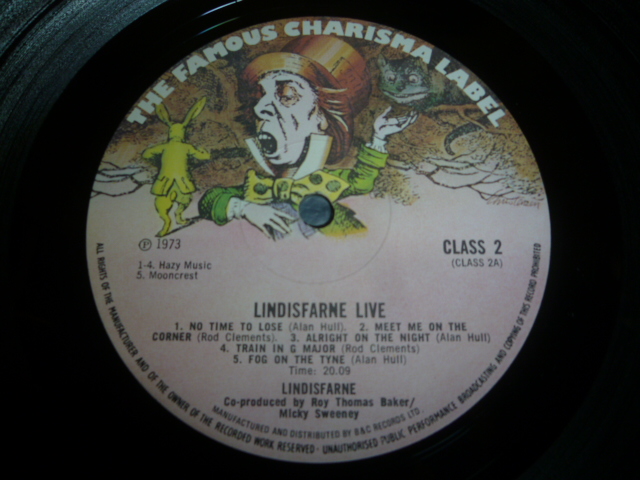 THE FAMOUS CHARISMA LABEL
℗ 1973
1-4. Hazy Music
5. Mooncrest
CLASS 2
(CLASS 2A)
LINDISFARNE LIVE
1. NO TIME TO LOSE (Alan Hull). 2. MEET ME ON THE
CORNER (Rod Clements). 3. ALRIGHT ON THE NIGHT (Alan Hull)
4. TRAIN IN G MAJOR (Rod Clements)
5. FOG ON THE TYNE (Alan Hull)
Time: 20.09
LINDISFARNE
Co-produced by Roy Thomas Baker/
Micky Sweeney
MANUFACTURED AND DISTRIBUTED BY B&C RECORDS LTD.
ALL RIGHTS OF THE MANUFACTURER AND OF THE OWNER OF THE RECORDED WORK RESERVED · UNAUTHORISED PUBLIC PERFORMANCE BROADCASTING AND COPYING OF THIS RECORD PROHIBITED